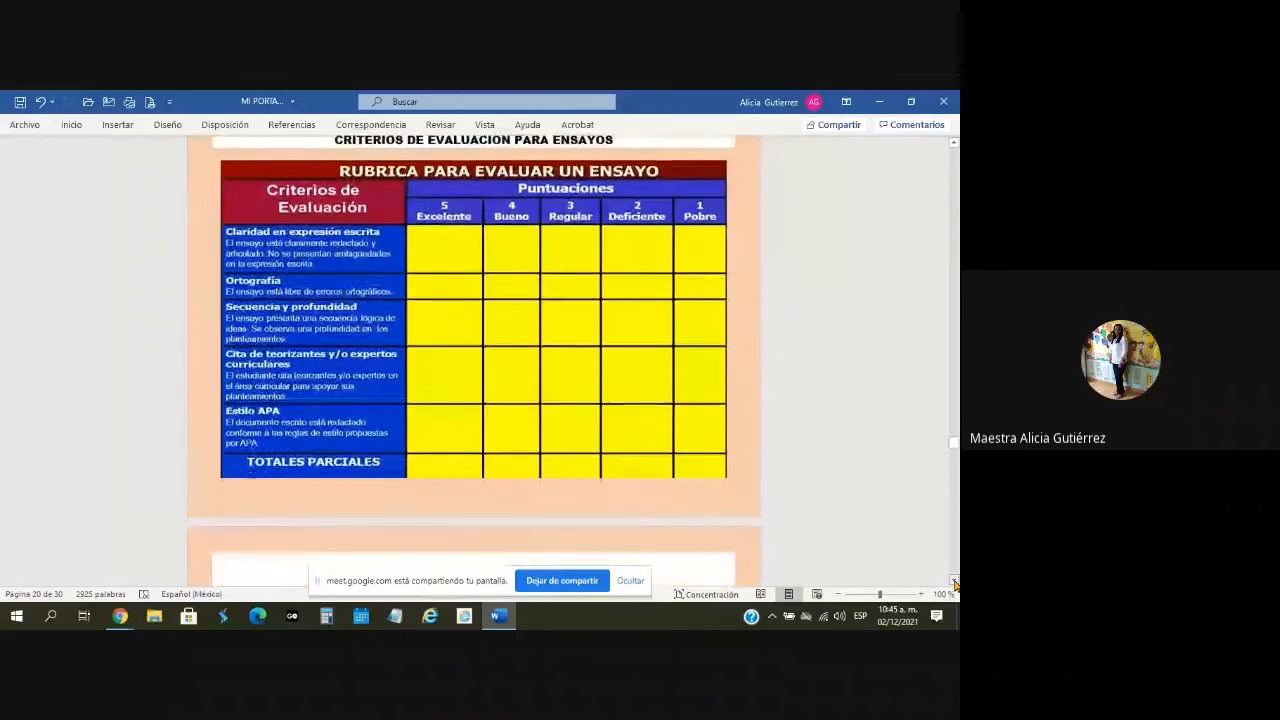 MI PORTA...
Buscar
Alicia Gutierrez
AG
Archivo
Inicio
Insertar
Diseño
Disposición
Referencias
Correspondencia
Revisar
Vista
Ayuda
Acrobat
Compartir
Comentarios
CRITERIOS DE EVALUACION PARA ENSAYOS
RUBRICA PARA EVALUAR UN ENSAYO
Criterios de
Evaluación
Puntuaciones
5
Excelente
4
Bueno
3
Regular
2
Deficiente
1
Pobre
Claridad en expresión escrita
El ensayo está claramente redactado y
articulado. No se presentan ambigüedades
en la expresión escrita.
Ortografía
El ensayo está libre de errores ortográficos.
Secuencia y profundidad
El ensayo presenta una secuencia lógica de
ideas. Se observa una profundidad en los
planteamientos.
Cita de teorizantes y/o expertos
curriculares
El estudiante cita teorizantes y/o expertos en
el área curricular para apoyar sus
planteamientos.
Estilo APA
El documento escrito está redactado
conforme a las reglas de estilo propuestas
por APA.
TOTALES PARCIALES
meet.google.com está compartiendo tu pantalla.
Dejar de compartir
Ocultar
Página 20 de 30
2925 palabras
Español (México)
Concentración
100 %
ESP
10:45 a. m.
02/12/2021
Maestra Alicia Gutiérrez